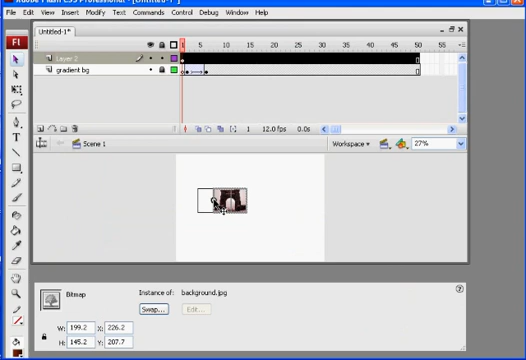 Adobe Flash CS3 Professional - [Untitled-1*]
File Edit View Insert Modify Text Commands Control Debug Window Help
Untitled-1*
Fl
1 5 10 15 20 25 30 35 40 45 50 55
Layer 2
gradient bg
1 12.0 fps 0.0s
Scene 1 Workspace 27%
T
Bitmap Instance of: background.jpg
Swap... Edit...
W: 199.2 X: 226.2
H: 145.2 Y: 207.7